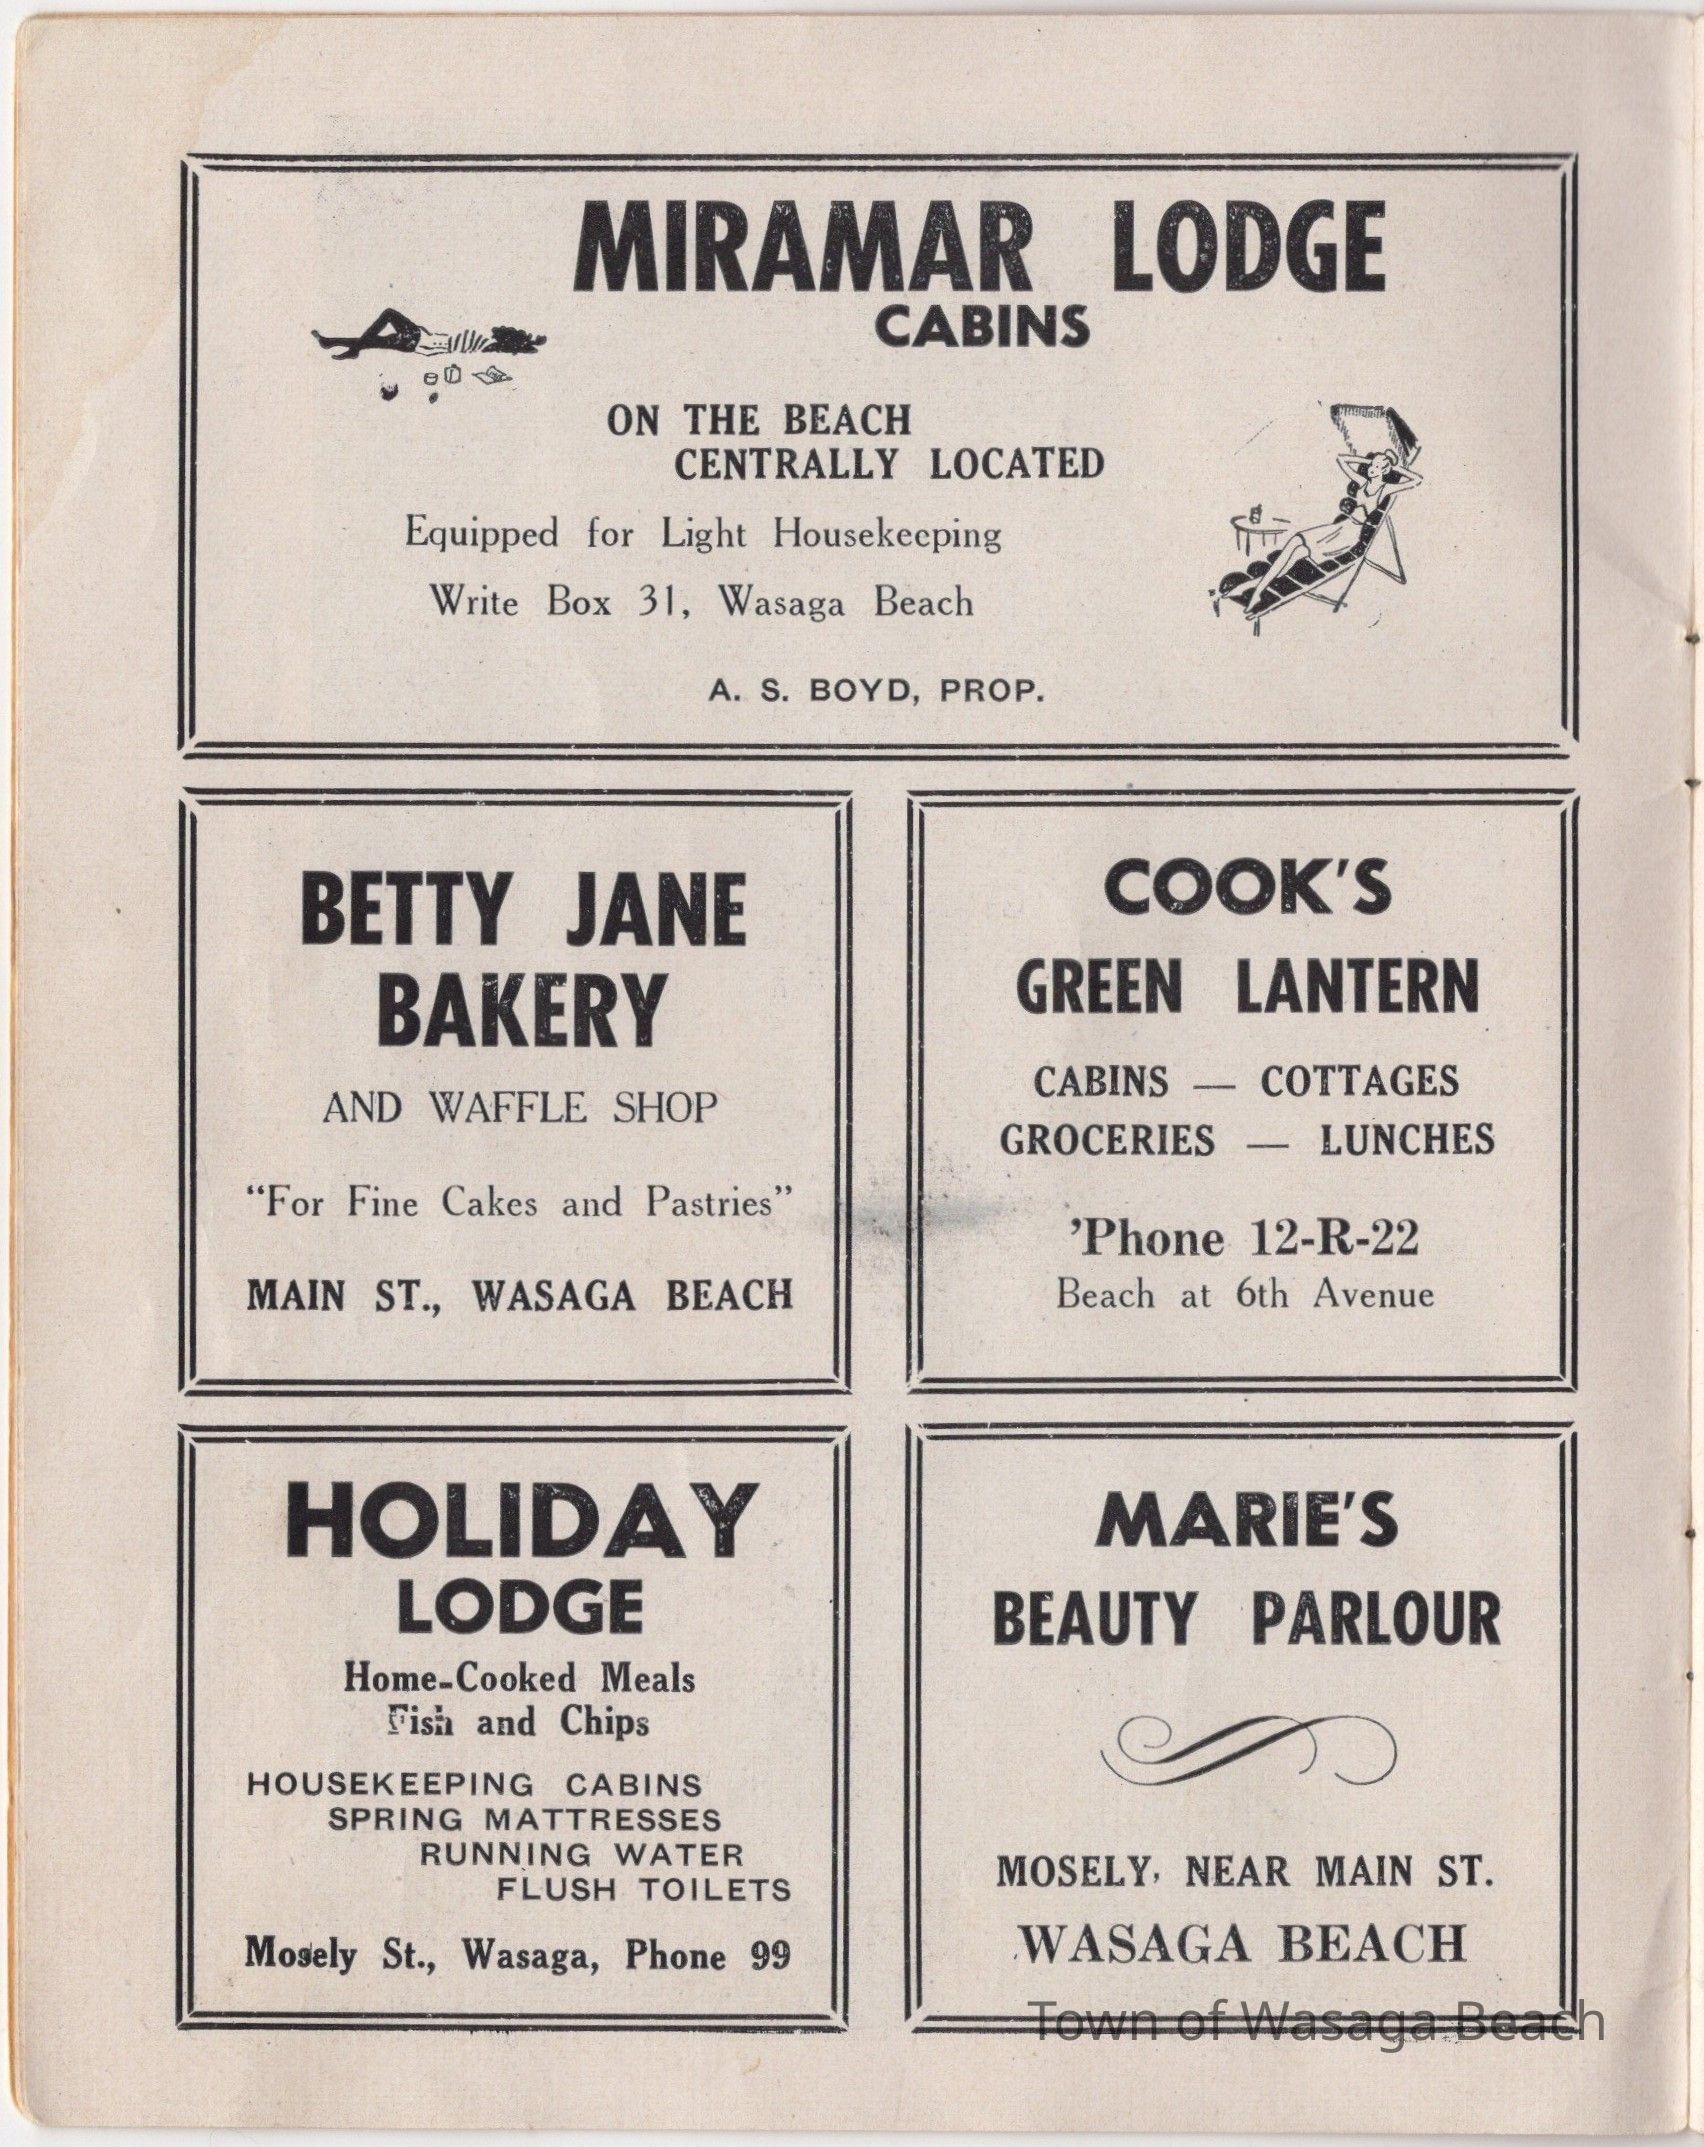 MIRAMAR LODGE
CABINS
ON THE BEACH
CENTRALLY LOCATED
Equipped for Light Housekeeping
Write Box 31, Wasaga Beach
A. S. BOYD, PROP.
BETTY JANE
BAKERY
AND WAFFLE SHOP
“For Fine Cakes and Pastries”
MAIN ST., WASAGA BEACH
COOK'S
GREEN LANTERN
CABINS — COTTAGES
GROCERIES — LUNCHES
’Phone 12-R-22
Beach at 6th Avenue
HOLIDAY
LODGE
Home-Cooked Meals
Fish and Chips
HOUSEKEEPING CABINS
SPRING MATTRESSES
RUNNING WATER
FLUSH TOILETS
Mosely St., Wasaga, Phone 99
MARIE'S
BEAUTY PARLOUR
MOSELY, NEAR MAIN ST.
WASAGA BEACH
Town of Wasaga Beach